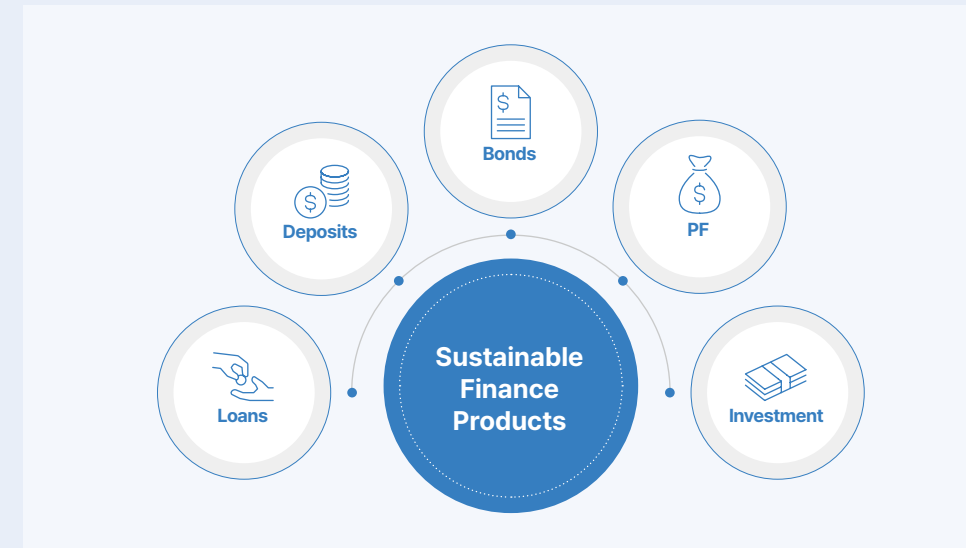 Bonds
Deposits
PF
Loans
Sustainable
Finance
Products
Investment